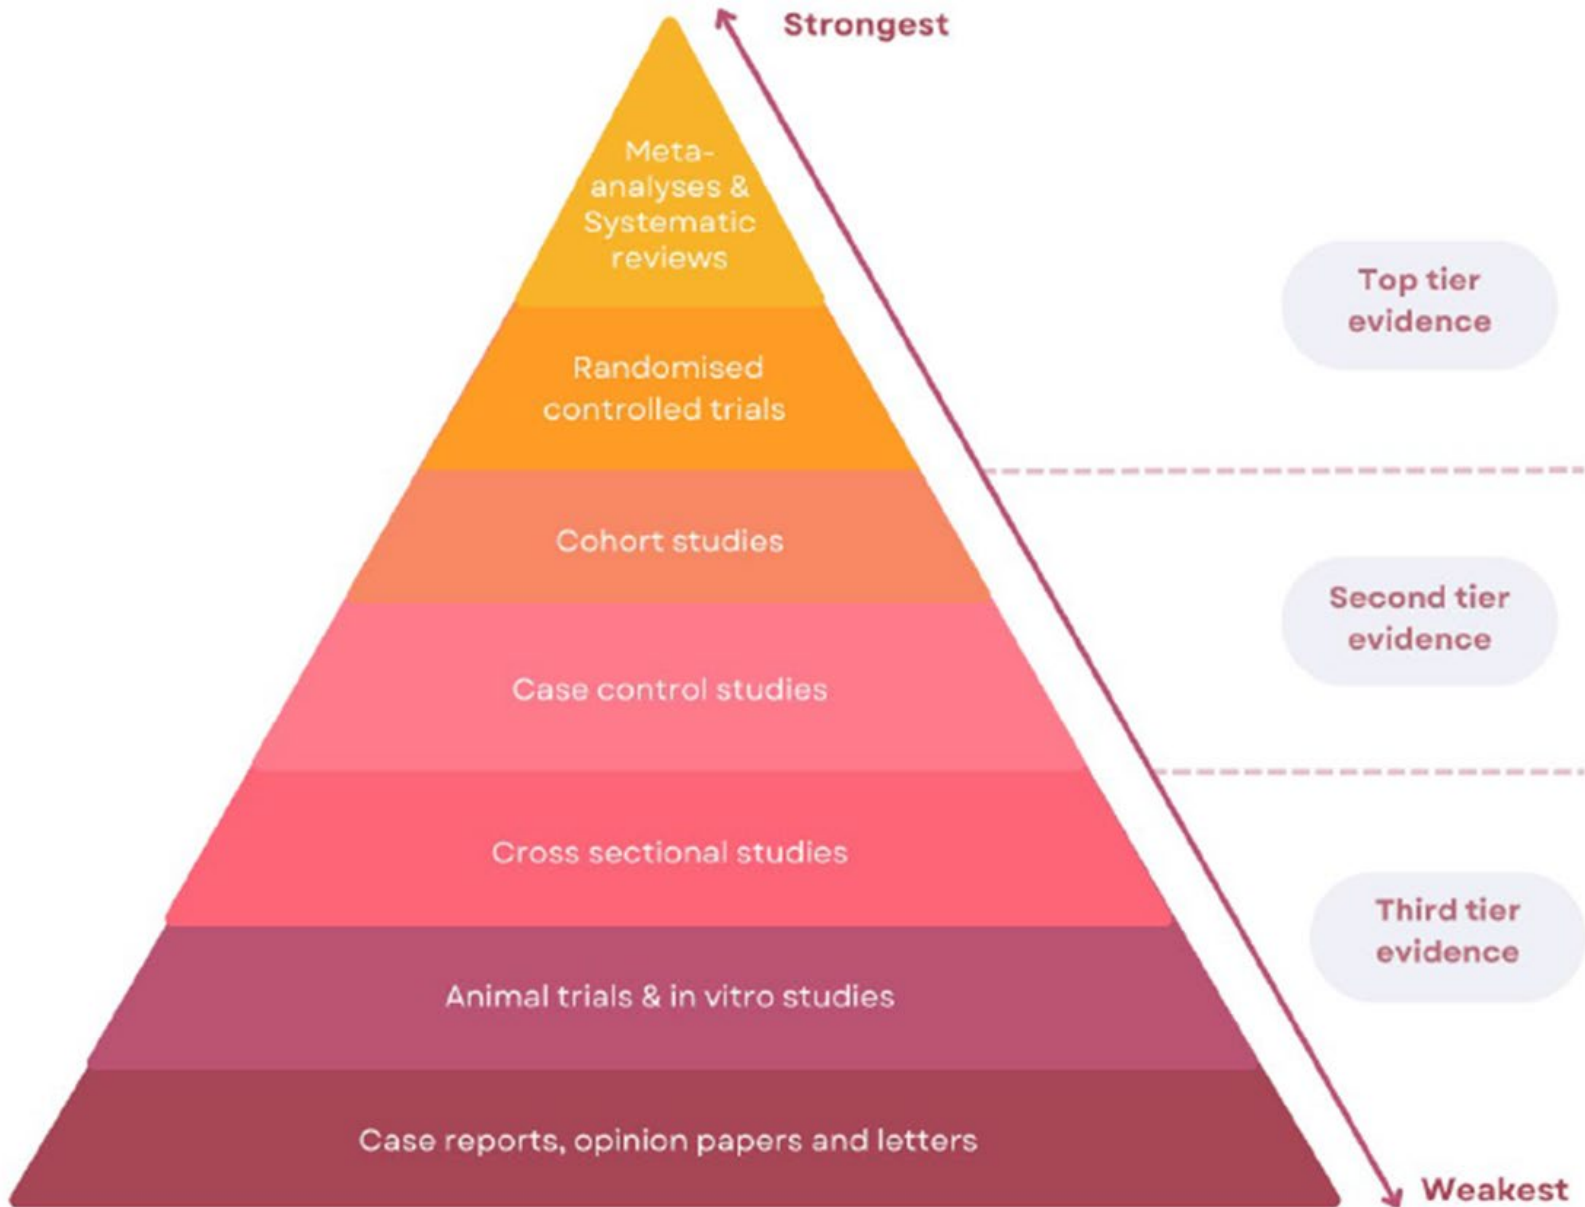 Strongest
Meta-
analyses &
Systematic
reviews
Top tier
evidence
Randomised
controlled trials
Cohort studies
Second tier
evidence
Case control studies
Cross sectional studies
Third tier
evidence
Animal trials & in vitro studies
Case reports, opinion papers and letters
Weakest